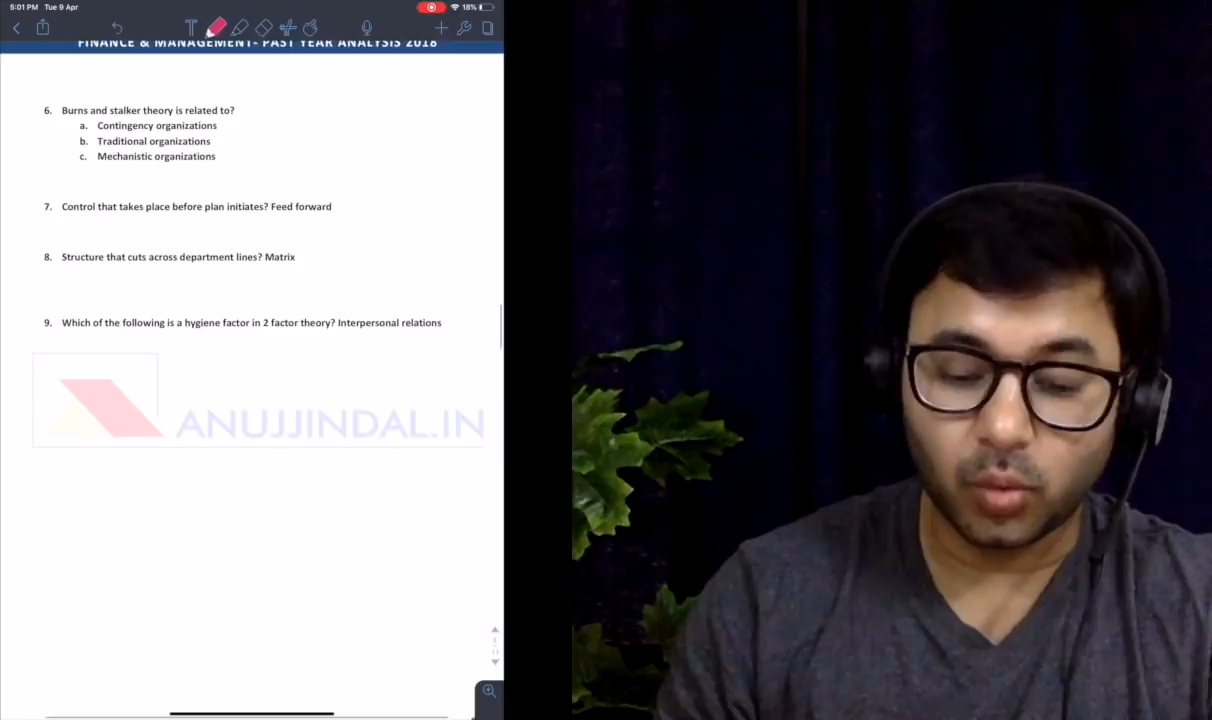 5:01 PM Tue 9 Apr
18%
T
FINANCE & MANAGEMENT- PAST YEAR ANALYSIS 2018
6. Burns and stalker theory is related to?
a. Contingency organizations
b. Traditional organizations
c. Mechanistic organizations
7. Control that takes place before plan initiates? Feed forward
8. Structure that cuts across department lines? Matrix
9. Which of the following is a hygiene factor in 2 factor theory? Interpersonal relations
ANUJJINDAL.IN